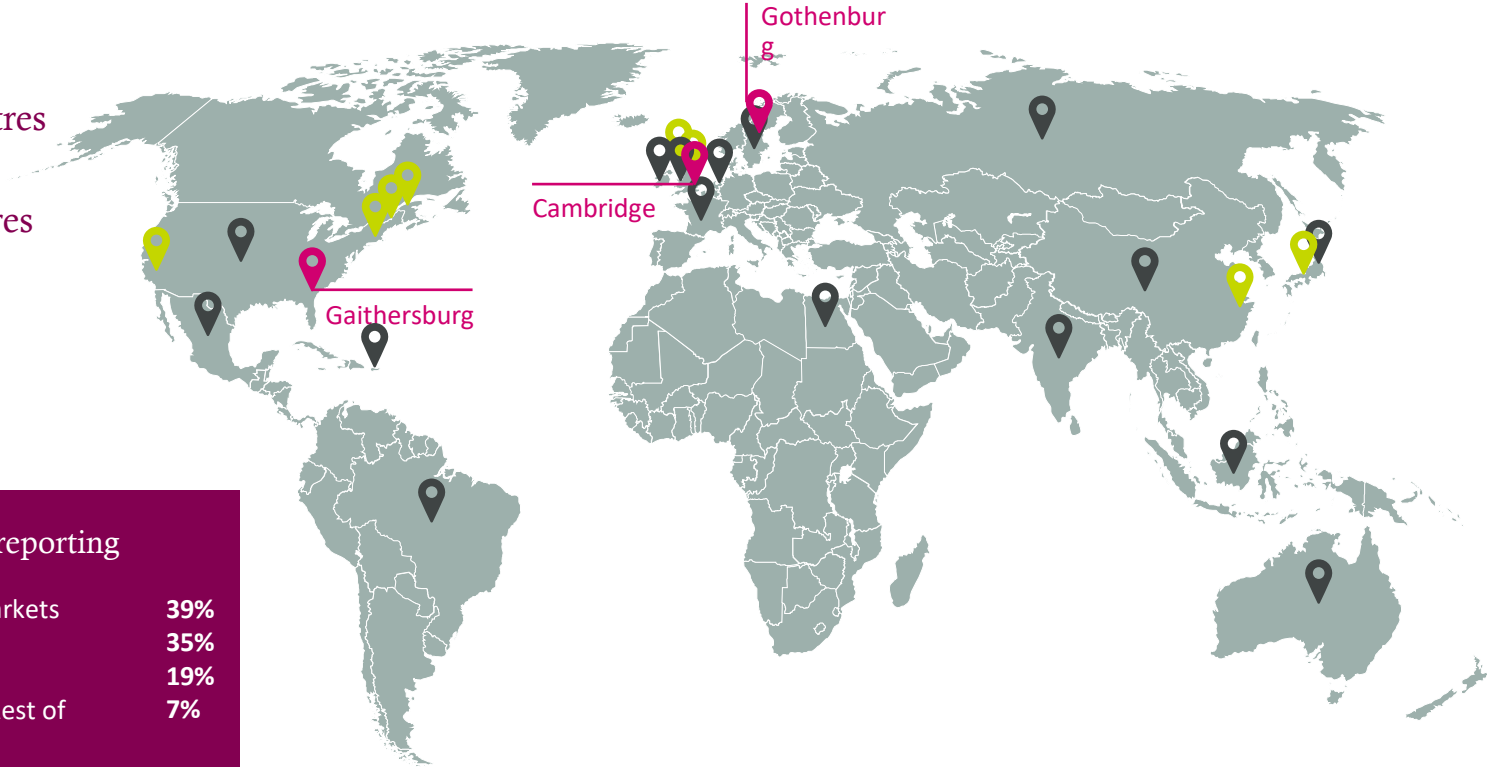 Gothenbur
g
tres
res
Cambridge
Gaithersburg
reporting
rkets 39%
35%
19%
est of 7%